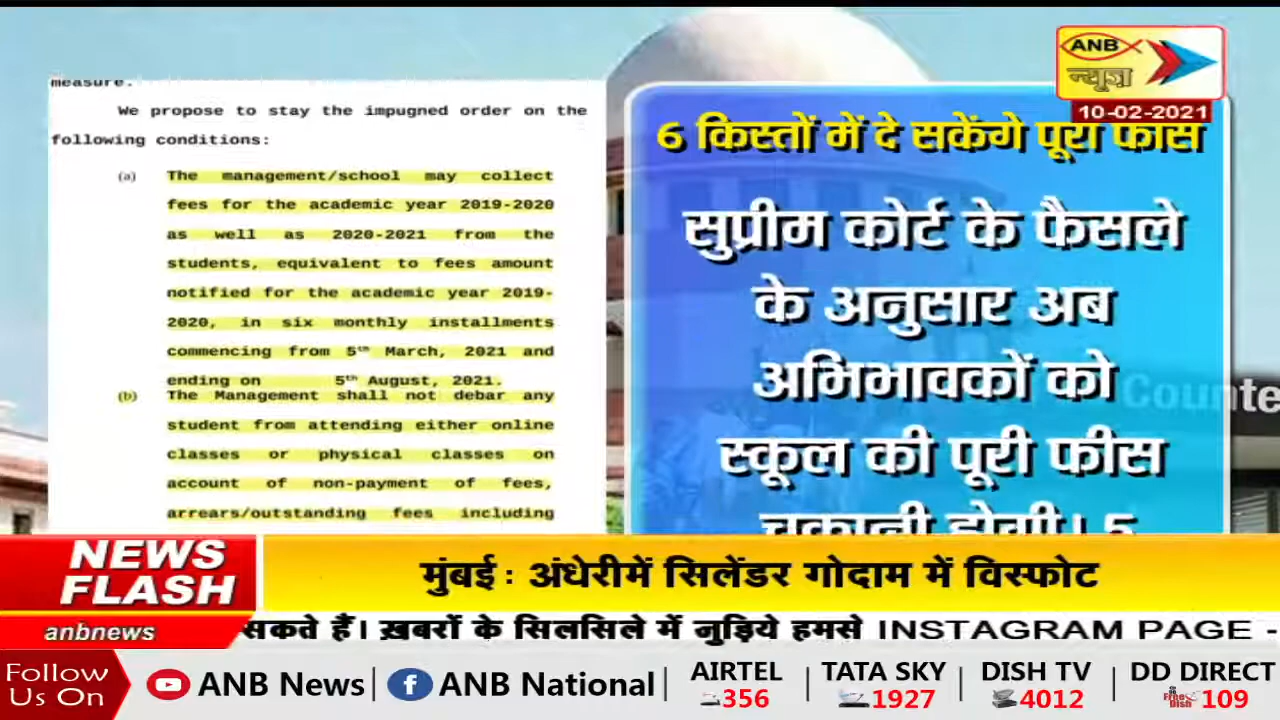 measure.
We propose to stay the impugned order on the
following conditions:
(a) The management/school may collect
fees for the academic year 2019-2020
as well as 2020-2021 from the
students, equivalent to fees amount
notified for the academic year 2019-
2020, in six monthly installments
commencing from 5th March, 2021 and
ending on 5th August, 2021.
(b) The Management shall not debar any
student from attending either online
classes or physical classes on
account of non-payment of fees,
arrears/outstanding fees including
ANB
न्यूज़
10-02-2021
6 किस्तों में दे सकेंगे पूरी फीस
सुप्रीम कोर्ट के फैसले
के अनुसार अब
अभिभावकों को
स्कूल की पूरी फीस
चुकानी होगी। 5
Counte
NEWS
FLASH
anbnews
मुंबई : अंधेरीमें सिलेंडर गोदाम में विस्फोट
सकते हैं। ख़बरों के सिलसिले में जुड़िये हमसे INSTAGRAM PAGE -
Follow
Us On
ANB News
ANB National
AIRTEL
356
TATA SKY
1927
DISH TV
4012
DD DIRECT
Free Dish 109